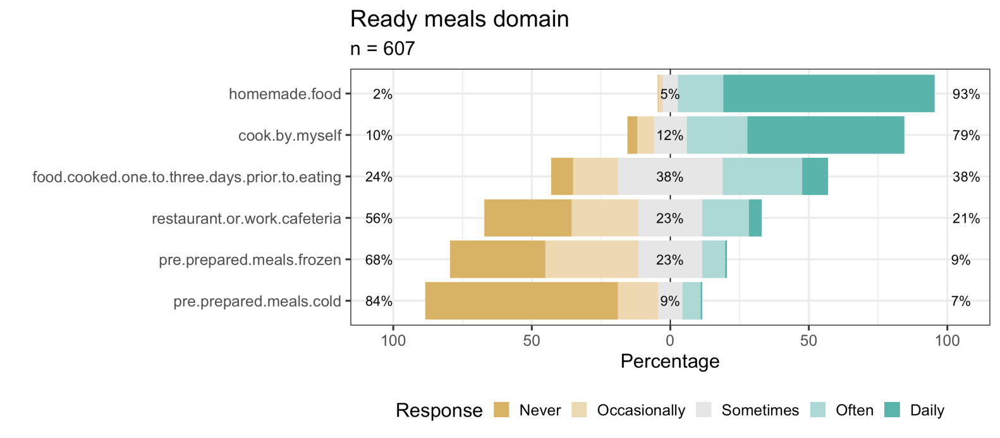 Ready meals domain
n = 607
homemade.food 2% 5% 93%
cook.by.myself 10% 12% 79%
food.cooked.one.to.three.days.prior.to.eating 24% 38% 38%
restaurant.or.work.cafeteria 56% 23% 21%
pre.prepared.meals.frozen 68% 23% 9%
pre.prepared.meals.cold 84% 9% 7%
100 50 0 50 100
Percentage
Response Never Occasionally Sometimes Often Daily